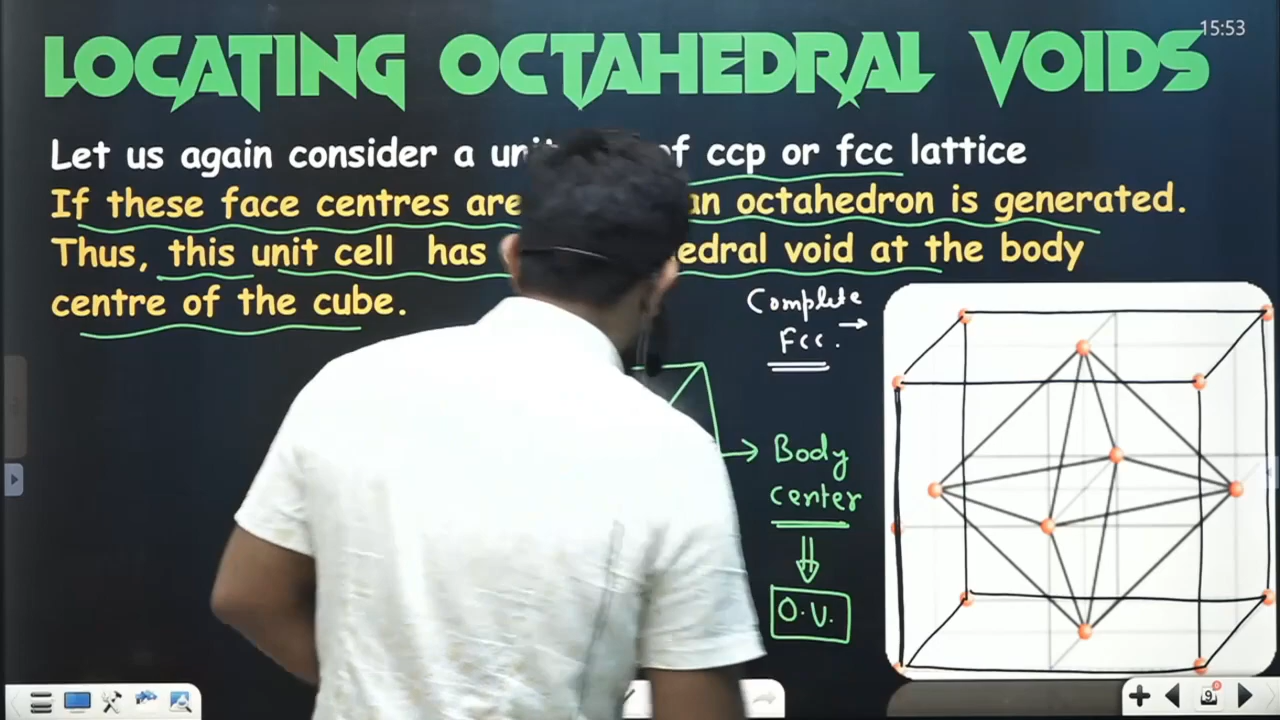 15:53
LOCATING OCTAHEDRAL VOIDS
Let us again consider a of ccp or fcc lattice
If these face centres are an octahedron is generated.
Thus, this unit cell has void at the body
centre of the cube.
Complete
Fcc. →
→ Body
center
⇓
O.V.
9